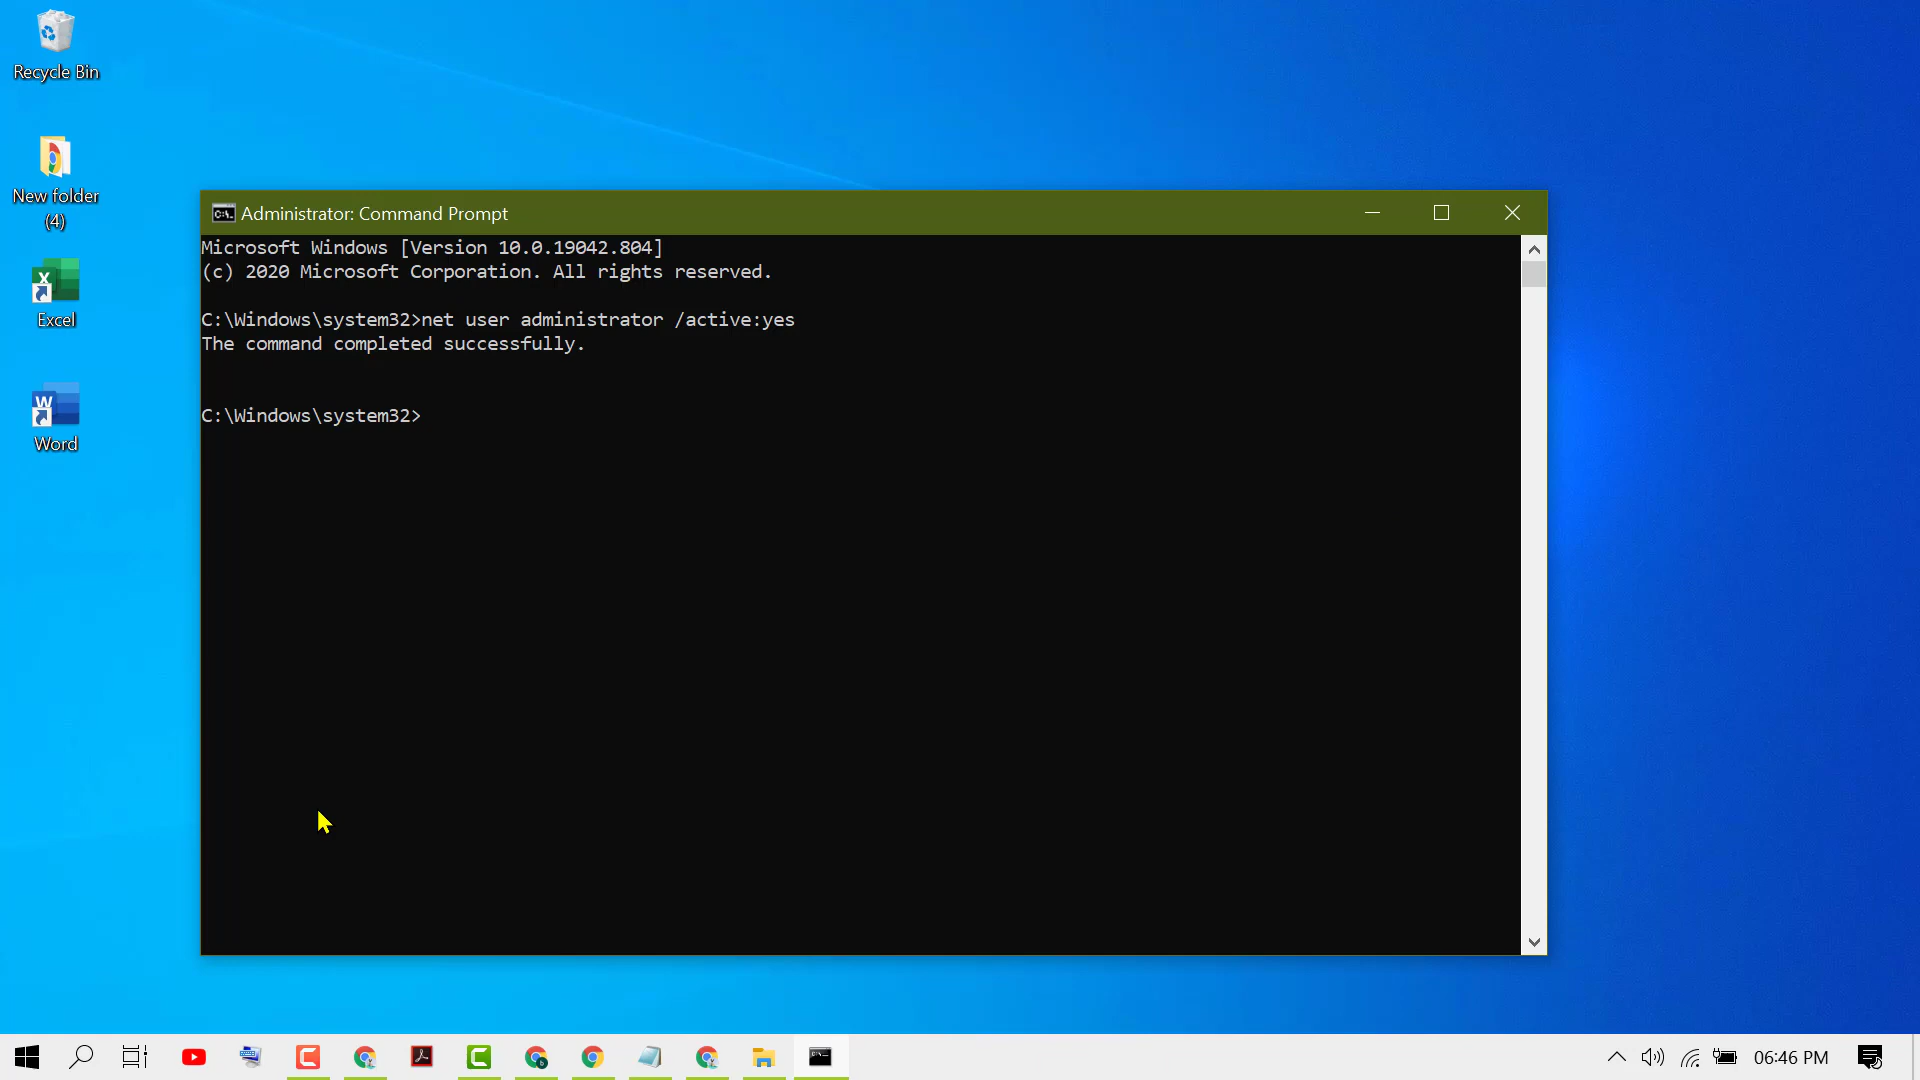 Recycle Bin
New folder
(4)
Excel
Word
Administrator: Command Prompt
Microsoft Windows [Version 10.0.19042.804]
(c) 2020 Microsoft Corporation. All rights reserved.
C:\Windows\system32>net user administrator /active:yes
The command completed successfully.
C:\Windows\system32>
06:46 PM